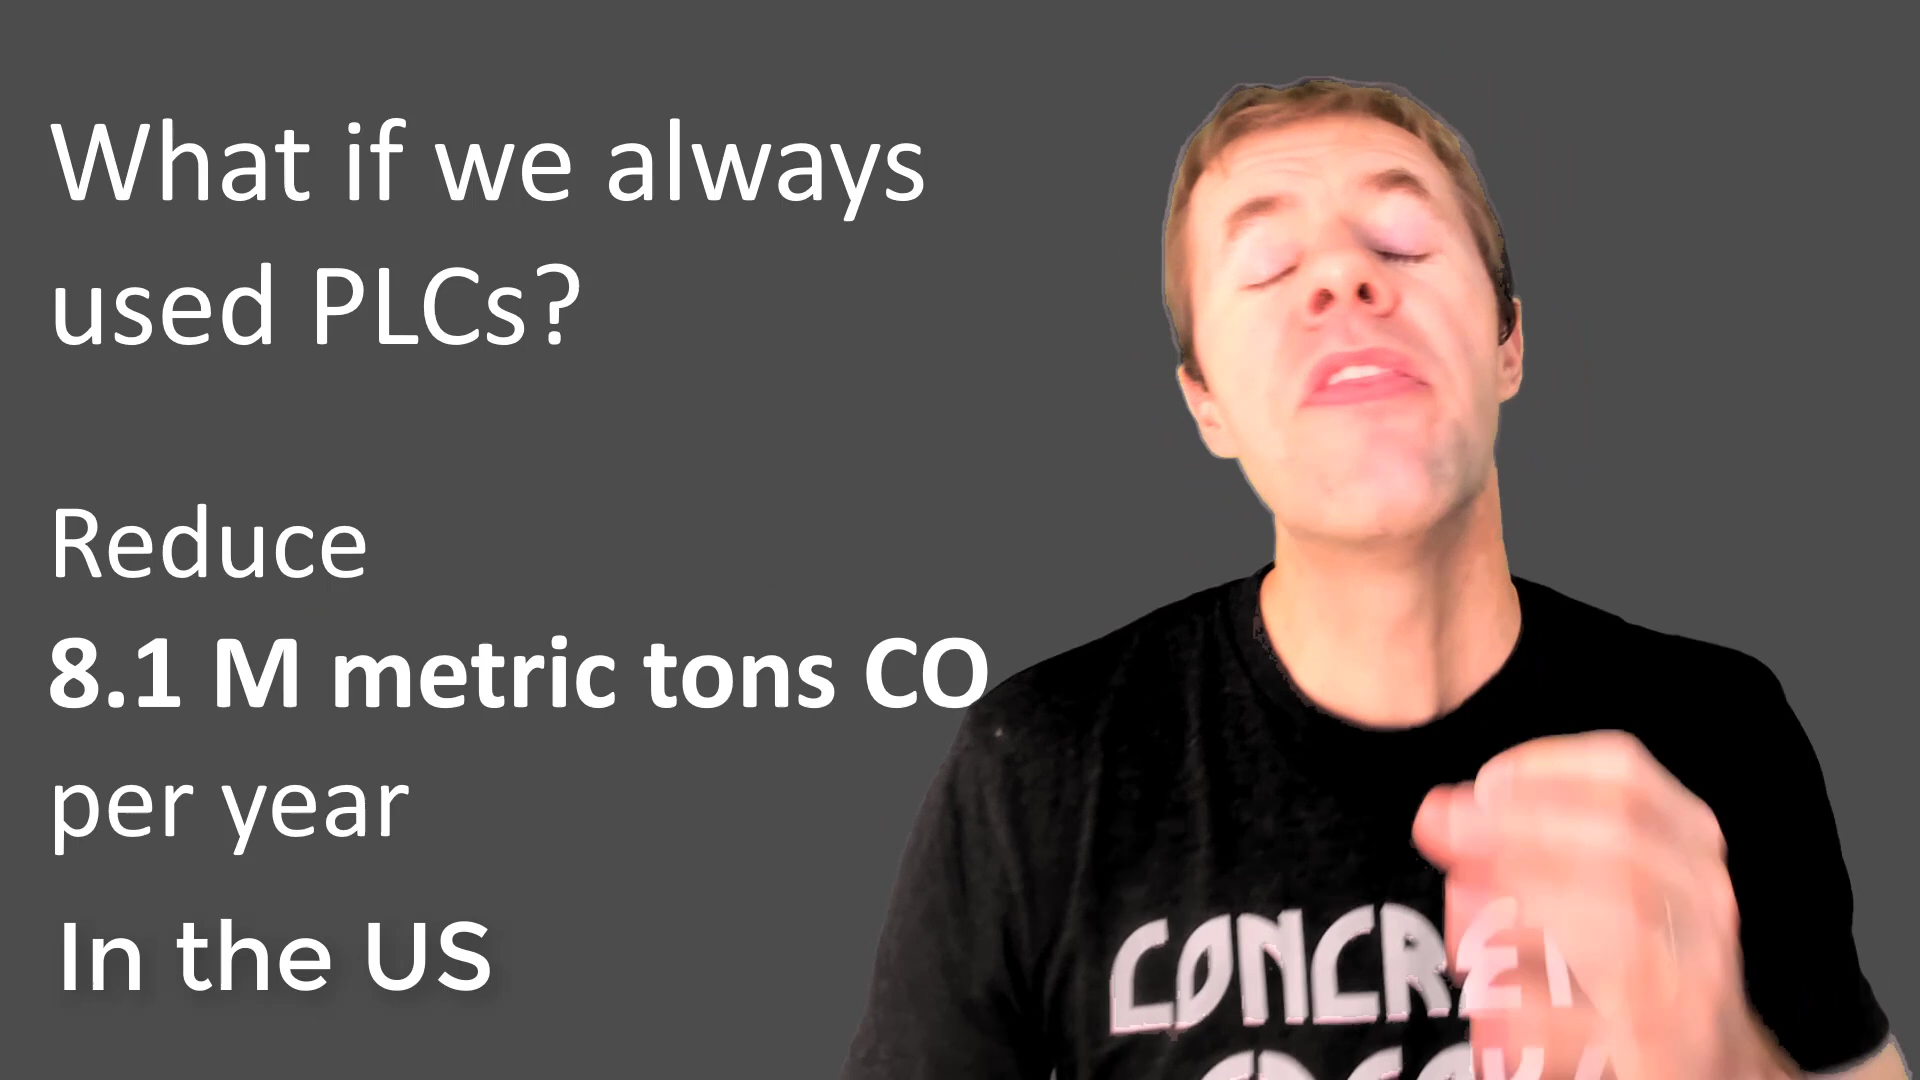 What if we always
used PLCs?
Reduce
8.1 M metric tons CO
per year
In the US